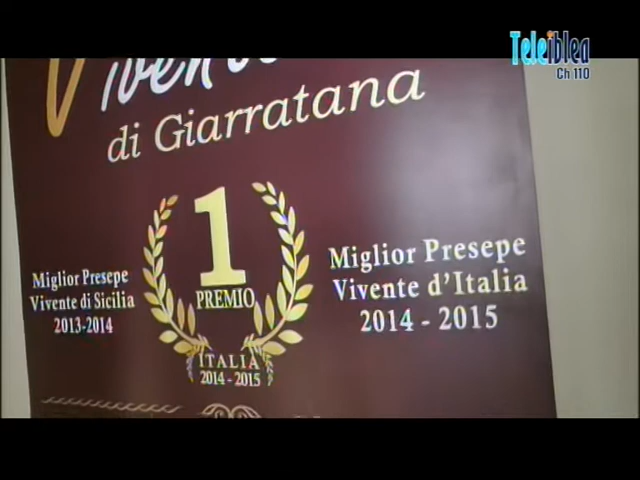 Teleiblea
Ch 110
Vivente
di Giarratana
1
PREMIO
ITALIA
2014 - 2015
Miglior Presepe
Vivente di Sicilia
2013-2014
Miglior Presepe
Vivente d'Italia
2014 - 2015